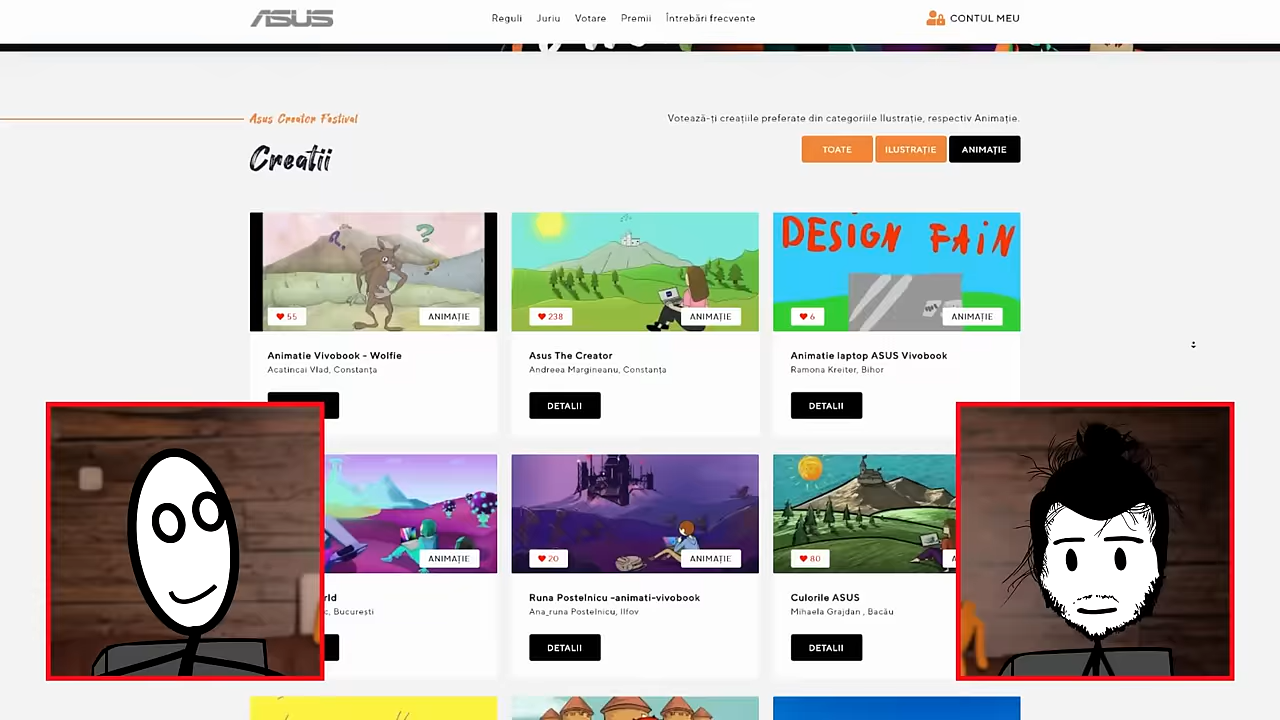 ASUS
Reguli Juriu Votare Premii Întrebări frecvente
CONTUL MEU
Asus Creator Festival
Votează-ți creațiile preferate din categoriile Ilustrație, respectiv Animație.
Creatii
TOATE ILUSTRAȚIE ANIMAȚIE
DESIGN FAIN
55 ANIMAȚIE
238 ANIMAȚIE
6 ANIMAȚIE
Animatie Vivobook - Wolfie
Acatincai Vlad, Constanța
Asus The Creator
Andreea Margineanu, Constanța
DETALII
Animatie laptop ASUS Vivobook
Ramona Kreiter, Bihor
DETALII
ANIMAȚIE
20 ANIMAȚIE
80 A
rld
c, București
Runa Postelnicu -animati-vivobook
Ana_runa Postelnicu, Ilfov
DETALII
Culorile ASUS
Mihaela Grajdan , Bacău
DETALII